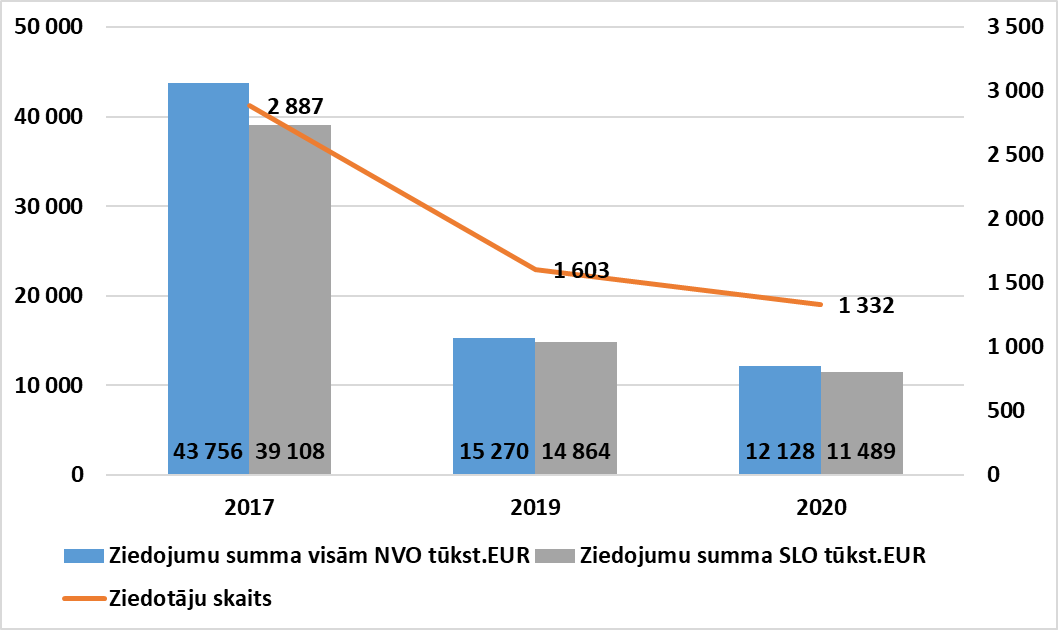 50 000
40 000
30 000
20 000
10 000
0
3 500
3 000
2 500
2 000
1 500
1 000
500
0
2 887
1 603
1 332
43 756 39 108
15 270 14 864
12 128 11 489
2017 2019 2020
Ziedojumu summa visām NVO tūkst.EUR Ziedojumu summa SLO tūkst.EUR
Ziedotāju skaits